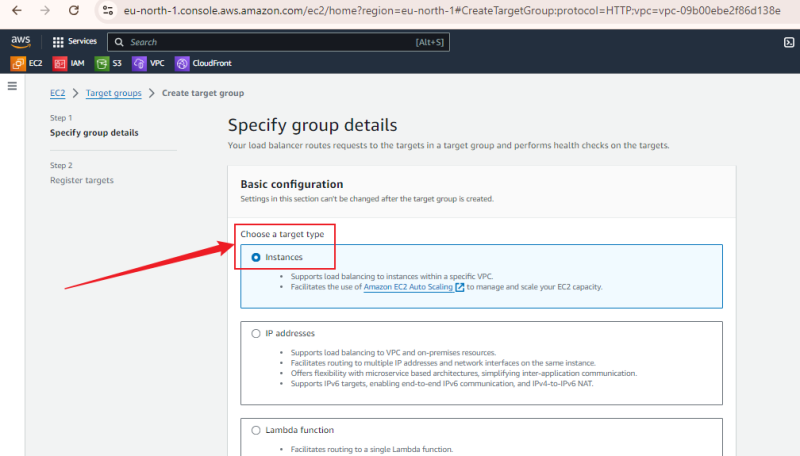 eu-north-1.console.aws.amazon.com/ec2/home?region=eu-north-1#CreateTargetGroup:protocol=HTTP;vpc=vpc-09b00ebe2f86d138e
aws Services Search [Alt+S]
EC2 IAM S3 VPC CloudFront
EC2 > Target groups > Create target group
Step 1
Specify group details
Step 2
Register targets
Specify group details
Your load balancer routes requests to the targets in a target group and performs health checks on the targets.
Basic configuration
Settings in this section can't be changed after the target group is created.
Choose a target type
Instances
• Supports load balancing to instances within a specific VPC.
• Facilitates the use of Amazon EC2 Auto Scaling to manage and scale your EC2 capacity.
IP addresses
• Supports load balancing to VPC and on-premises resources.
• Facilitates routing to multiple IP addresses and network interfaces on the same instance.
• Offers flexibility with microservice based architectures, simplifying inter-application communication.
• Supports IPv6 targets, enabling end-to-end IPv6 communication, and IPv4-to-IPv6 NAT.
Lambda function
• Facilitates routing to a single Lambda function.